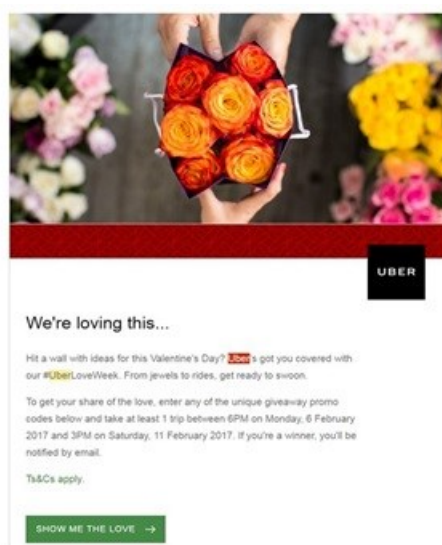 UBER
We're loving this...
Hit a wall with ideas for this Valentine's Day? Uber's got you covered with
our #UberLoveWeek. From jewels to rides, get ready to swoon.
To get your share of the love, enter any of the unique giveaway promo
codes below and take at least 1 trip between 6PM on Monday, 6 February
2017 and 3PM on Saturday, 11 February 2017. If you're a winner, you'll be
notified by email.
Ts&Cs apply.
SHOW ME THE LOVE →